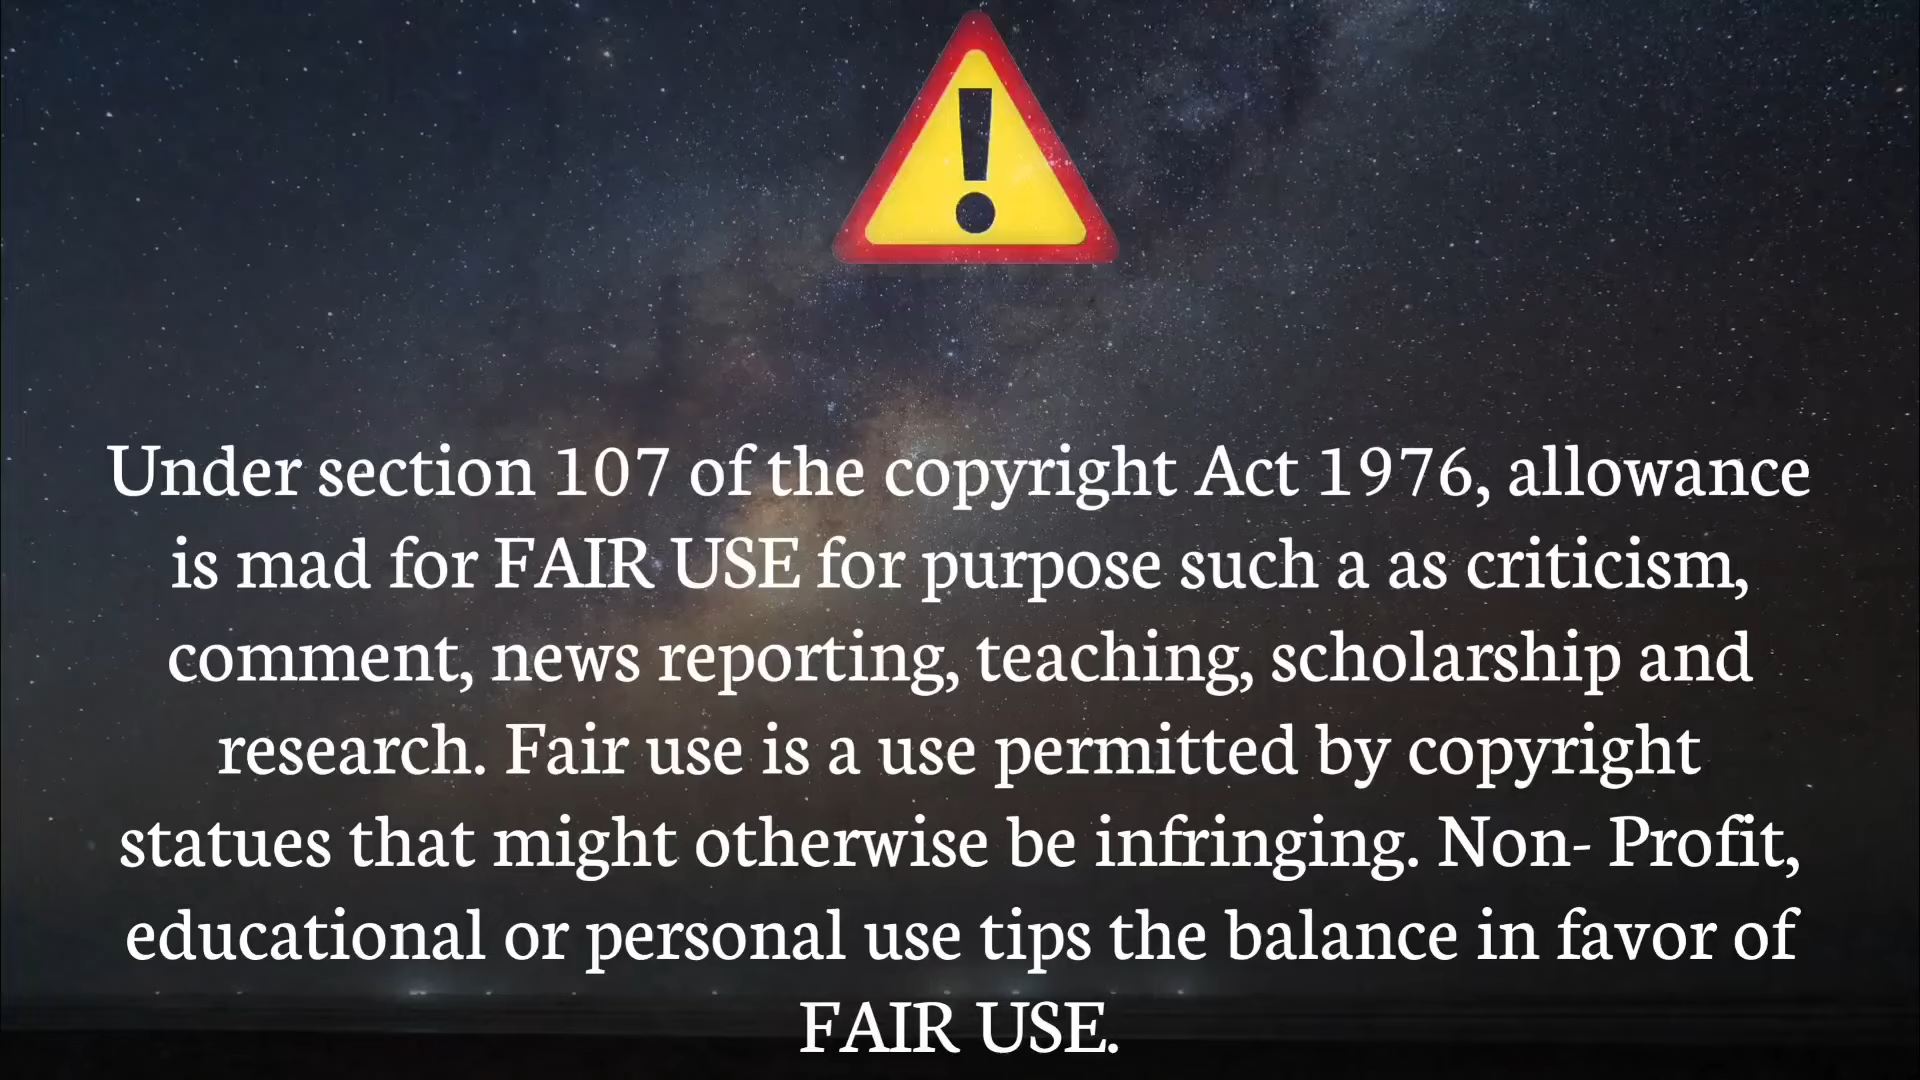 Under section 107 of the copyright Act 1976, allowance
is mad for FAIR USE for purpose such a as criticism,
comment, news reporting, teaching, scholarship and
research. Fair use is a use permitted by copyright
statues that might otherwise be infringing. Non- Profit,
educational or personal use tips the balance in favor of
FAIR USE.